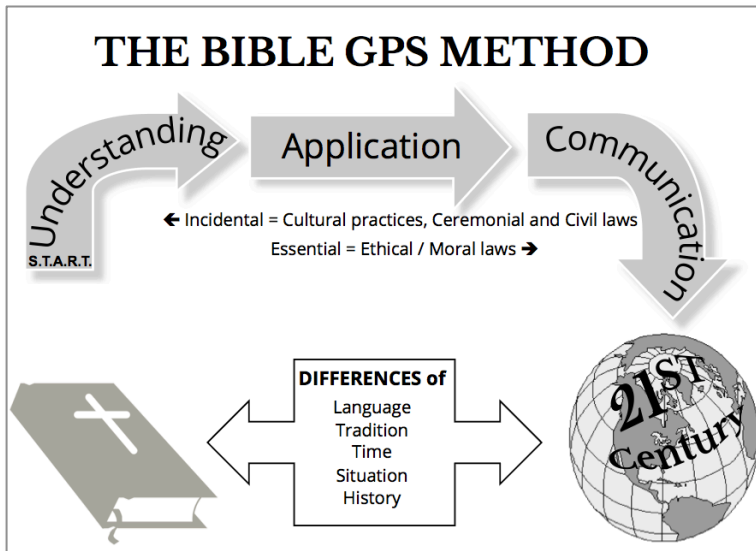 THE BIBLE GPS METHOD
Understanding
Application
Communication
← Incidental = Cultural practices, Ceremonial and Civil laws
Essential = Ethical / Moral laws →
S.T.A.R.T.
DIFFERENCES of
Language
Tradition
Time
Situation
History
21ST
Century